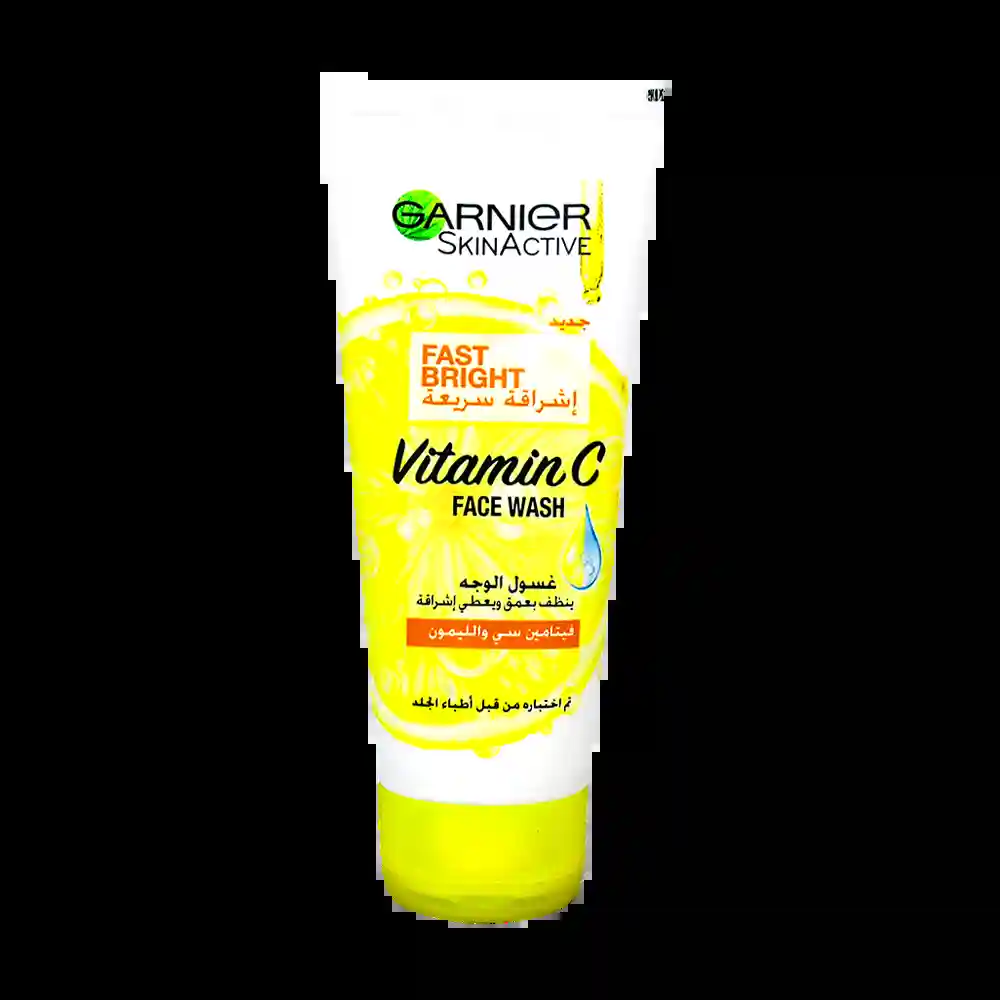 GARNIER
SKINACTIVE
جديد
FAST
BRIGHT
إشراقة سريعة
Vitamin C
FACE WASH
غسول الوجه
ينظف بعمق ويعطي إشراقة
فيتامين سي والليمون
تم اختباره من قبل أطباء الجلد